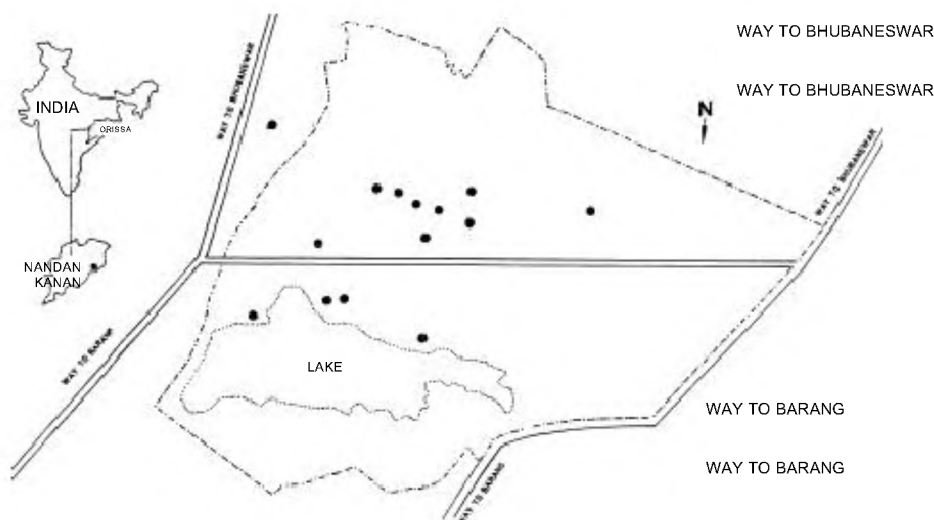 WAY TO BHUBANESWAR
WAY TO BHUBANESWAR
WAY TO BHUBANESWAR
INDIA
ORISSA
N
WAY TO BHUBANESWAR
NANDAN
KANAN
WAY TO BARANG
LAKE
WAY TO BARANG
WAY TO BARANG
WAY TO BARANG